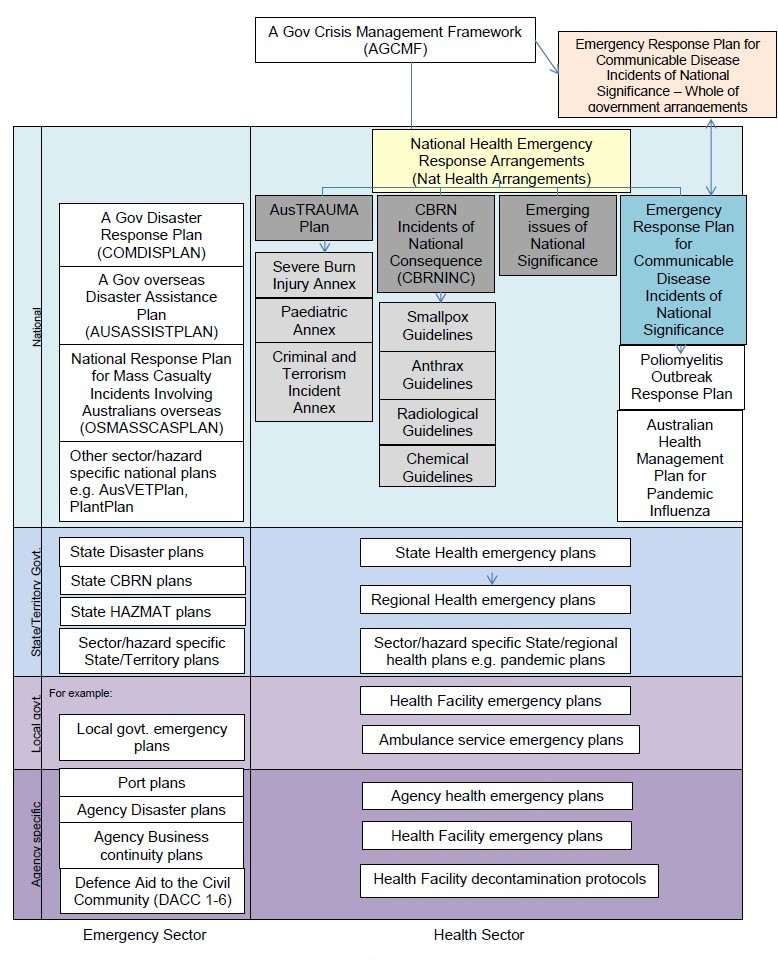 A Gov Crisis Management Framework
(AGCMF)
Emergency Response Plan for
Communicable Disease
Incidents of National
Significance – Whole of
government arrangements
National Health Emergency
Response Arrangements
(Nat Health Arrangements)
National
A Gov Disaster
Response Plan
(COMDISPLAN)
A Gov overseas
Disaster Assistance
Plan
(AUSASSISTPLAN)
National Response Plan
for Mass Casualty
Incidents Involving
Australians overseas
(OSMASSCASPLAN)
Other sector/hazard
specific national plans
e.g. AusVETPlan,
PlantPlan
AusTRAUMA
Plan
Severe Burn
Injury Annex
Paediatric
Annex
Criminal and
Terrorism
Incident
Annex
CBRN
Incidents of
National
Consequence
(CBRNINC)
Smallpox
Guidelines
Anthrax
Guidelines
Radiological
Guidelines
Chemical
Guidelines
Emerging
issues of
National
Significance
Emergency
Response Plan
for
Communicable
Disease
Incidents of
National
Significance
Poliomyelitis
Outbreak
Response Plan
Australian
Health
Management
Plan for
Pandemic
Influenza
State/Territory Govt.
State Disaster plans
State CBRN plans
State HAZMAT plans
Sector/hazard specific
State/Territory plans
State Health emergency plans
Regional Health emergency plans
Sector/hazard specific State/regional
health plans e.g. pandemic plans
Local govt.
For example:
Local govt. emergency
plans
Health Facility emergency plans
Ambulance service emergency plans
Agency specific
Port plans
Agency Disaster plans
Agency Business
continuity plans
Defence Aid to the Civil
Community (DACC 1-6)
Agency health emergency plans
Health Facility emergency plans
Health Facility decontamination protocols
Emergency Sector
Health Sector